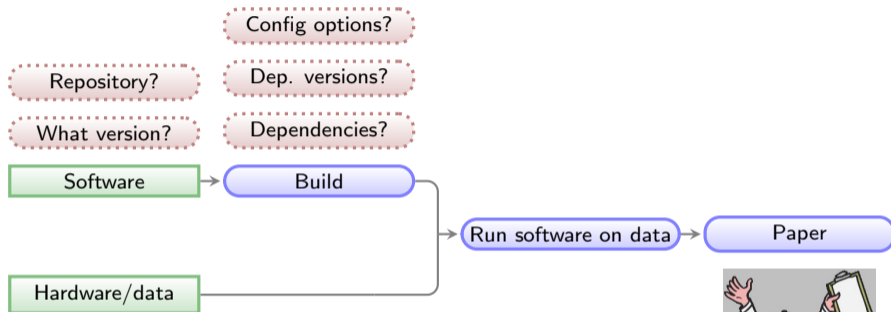 Config options?
Repository?
Dep. versions?
What version?
Dependencies?
Software
Build
Run software on data
Paper
Hardware/data